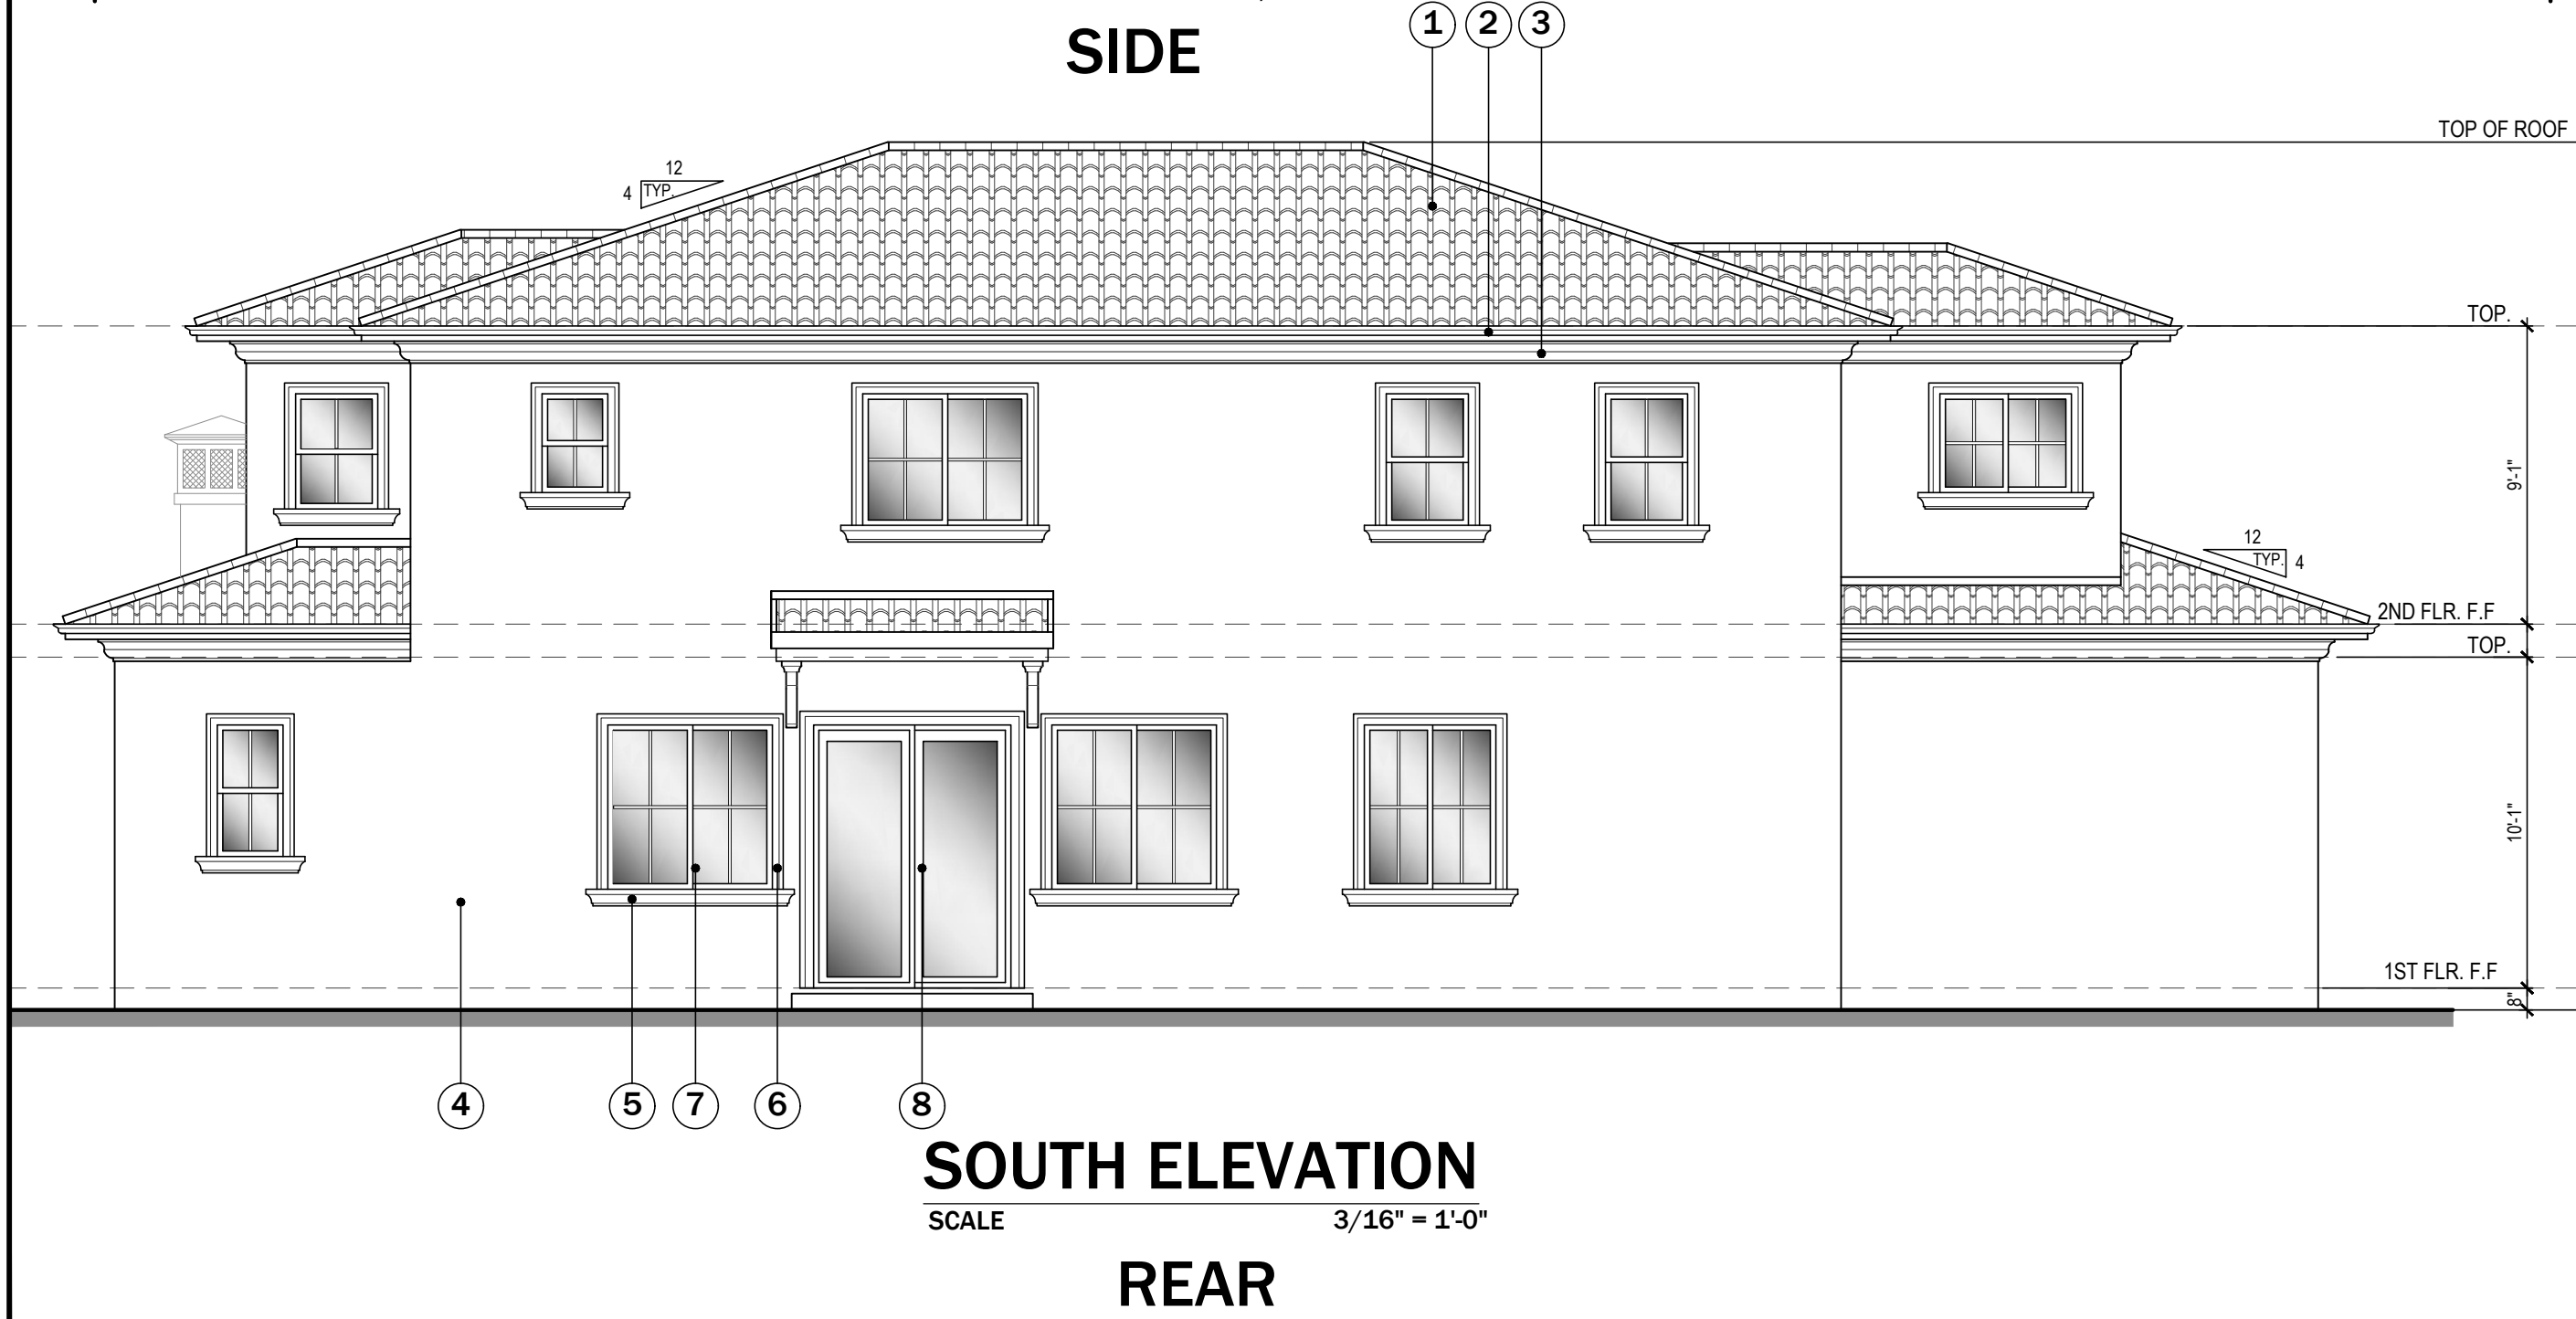 1 2 3
SIDE
TOP OF ROOF
12
4 TYP.
TOP.
9'-1"
12
TYP. 4
2ND FLR. F.F
TOP.
10'-1"
1ST FLR. F.F
8"
4 5 7 6 8
SOUTH ELEVATION
SCALE 3/16" = 1'-0"
REAR